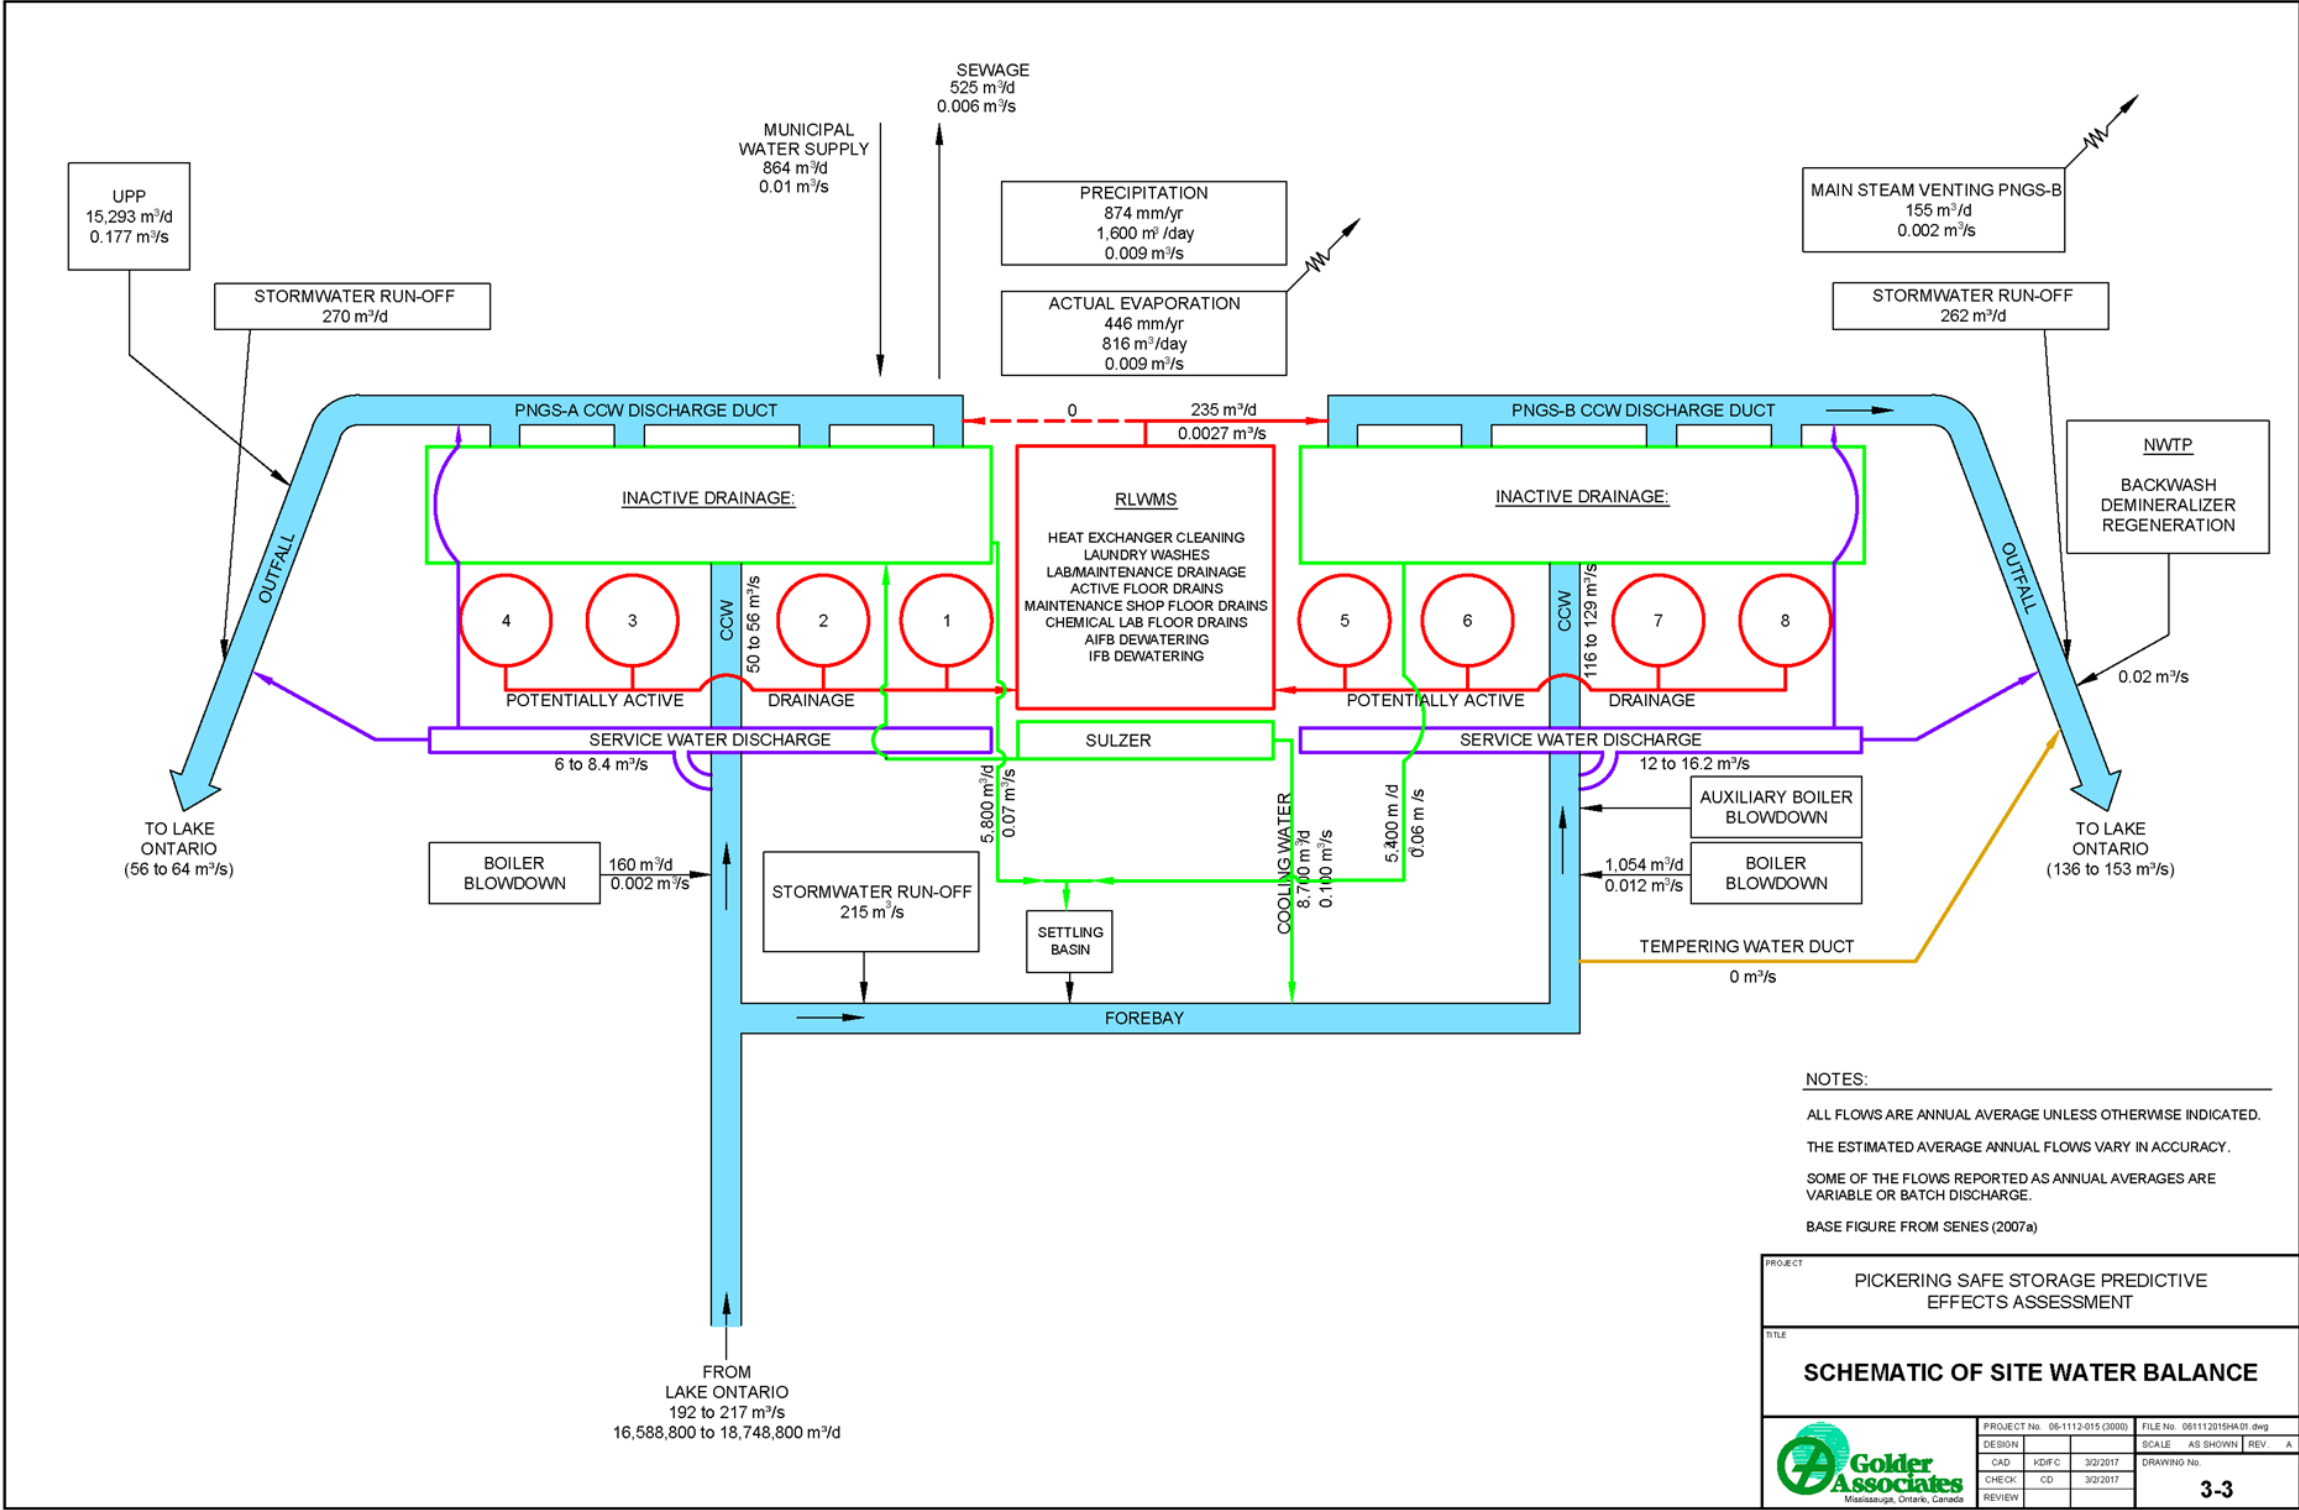 SEWAGE
525 m³/d
0.006 m³/s
MUNICIPAL
WATER SUPPLY
864 m³/d
0.01 m³/s
UPP
15,293 m³/d
0.177 m³/s
STORMWATER RUN-OFF
270 m³/d
PRECIPITATION
874 mm/yr
1,600 m³ /day
0.009 m³/s
ACTUAL EVAPORATION
446 mm/yr
816 m³/day
0.009 m³/s
MAIN STEAM VENTING PNGS-B
155 m³/d
0.002 m³/s
STORMWATER RUN-OFF
262 m³/d
PNGS-A CCW DISCHARGE DUCT
0
235 m³/d
0.0027 m³/s
PNGS-B CCW DISCHARGE DUCT
NWTP
BACKWASH
DEMINERALIZER
REGENERATION
0.02 m³/s
INACTIVE DRAINAGE:
RLWMS
HEAT EXCHANGER CLEANING
LAUNDRY WASHES
LAB/MAINTENANCE DRAINAGE
ACTIVE FLOOR DRAINS
MAINTENANCE SHOP FLOOR DRAINS
CHEMICAL LAB FLOOR DRAINS
AIFB DEWATERING
IFB DEWATERING
INACTIVE DRAINAGE:
OUTFALL
OUTFALL
4
3
CCW
50 to 56 m³/s
2
1
5
6
CCW
116 to 129 m³/s
7
8
POTENTIALLY ACTIVE
DRAINAGE
POTENTIALLY ACTIVE
DRAINAGE
SERVICE WATER DISCHARGE
6 to 8.4 m³/s
SULZER
SERVICE WATER DISCHARGE
12 to 16.2 m³/s
5,800 m³/d
0.07 m³/s
COOLING WATER
8,700 m³/d
0.100 m³/s
5,400 m³/d
0.06 m³/s
TO LAKE
ONTARIO
(56 to 64 m³/s)
BOILER
BLOWDOWN
160 m³/d
0.002 m³/s
STORMWATER RUN-OFF
215 m³/s
SETTLING
BASIN
AUXILIARY BOILER
BLOWDOWN
1,054 m³/d
0.012 m³/s
BOILER
BLOWDOWN
TO LAKE
ONTARIO
(136 to 153 m³/s)
TEMPERING WATER DUCT
0 m³/s
FOREBAY
FROM
LAKE ONTARIO
192 to 217 m³/s
16,588,800 to 18,748,800 m³/d
NOTES:
ALL FLOWS ARE ANNUAL AVERAGE UNLESS OTHERWISE INDICATED.
THE ESTIMATED AVERAGE ANNUAL FLOWS VARY IN ACCURACY.
SOME OF THE FLOWS REPORTED AS ANNUAL AVERAGES ARE
VARIABLE OR BATCH DISCHARGE.
BASE FIGURE FROM SENES (2007a)
PROJECT
PICKERING SAFE STORAGE PREDICTIVE
EFFECTS ASSESSMENT
TITLE
SCHEMATIC OF SITE WATER BALANCE
Golder
Associates
Mississauga, Ontario, Canada
PROJECT No. 06-1112-015 (3000)
FILE No. 061112015HA01.dwg
DESIGN
SCALE AS SHOWN REV. A
CAD KD/FC 3/2/2017
DRAWING No.
CHECK CD 3/2/2017
REVIEW
3-3